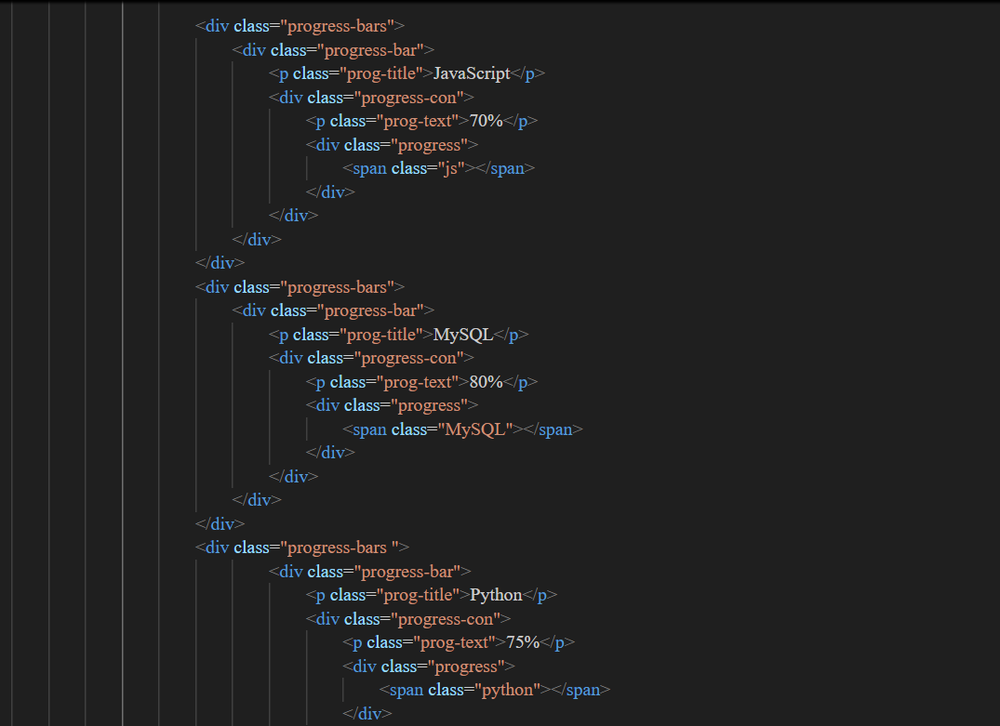 <div class="progress-bars">
<div class="progress-bar">
<p class="prog-title">JavaScript</p>
<div class="progress-con">
<p class="prog-text">70%</p>
<div class="progress">
<span class="js"></span>
</div>
</div>
</div>
</div>
<div class="progress-bars">
<div class="progress-bar">
<p class="prog-title">MySQL</p>
<div class="progress-con">
<p class="prog-text">80%</p>
<div class="progress">
<span class="MySQL"></span>
</div>
</div>
</div>
</div>
<div class="progress-bars ">
<div class="progress-bar">
<p class="prog-title">Python</p>
<div class="progress-con">
<p class="prog-text">75%</p>
<div class="progress">
<span class="python"></span>
</div>